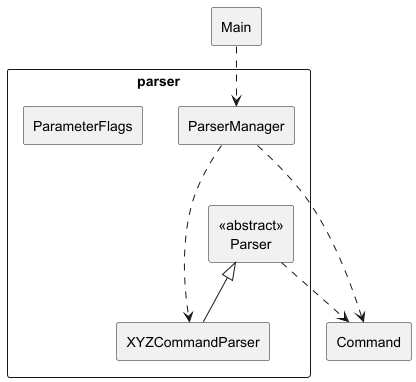 Main
parser
ParameterFlags
ParserManager
«abstract»
Parser
XYZCommandParser
Command